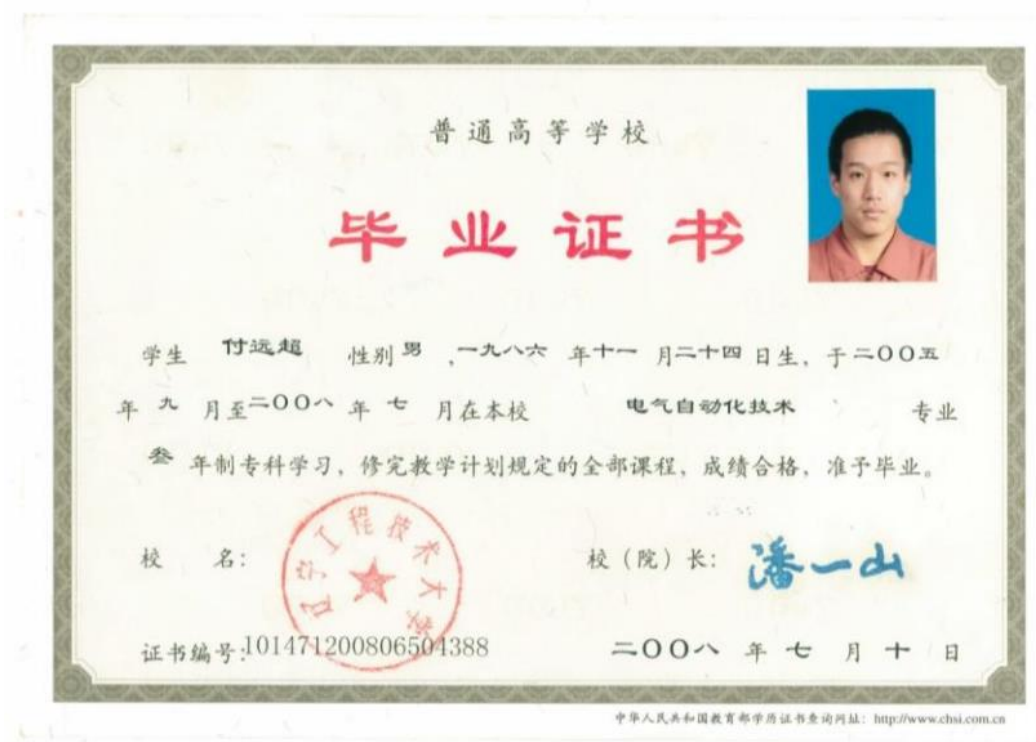 普通高等学校
毕业证书
学生 付远超 性别 男 ,一九八六 年十一 月二十四 日生, 于二〇〇五
年 九 月至二〇〇八 年 七 月在本校 电气自动化技术 专业
叁 年制专科学习, 修完教学计划规定的全部课程, 成绩合格, 准予毕业。
辽宁工程技术大学
校 名: 校(院)长: 潘一山
证书编号:101471200806504388 二〇〇八 年 七 月 十 日
中华人民共和国教育部学历证书查询网址: http://www.chsi.com.cn